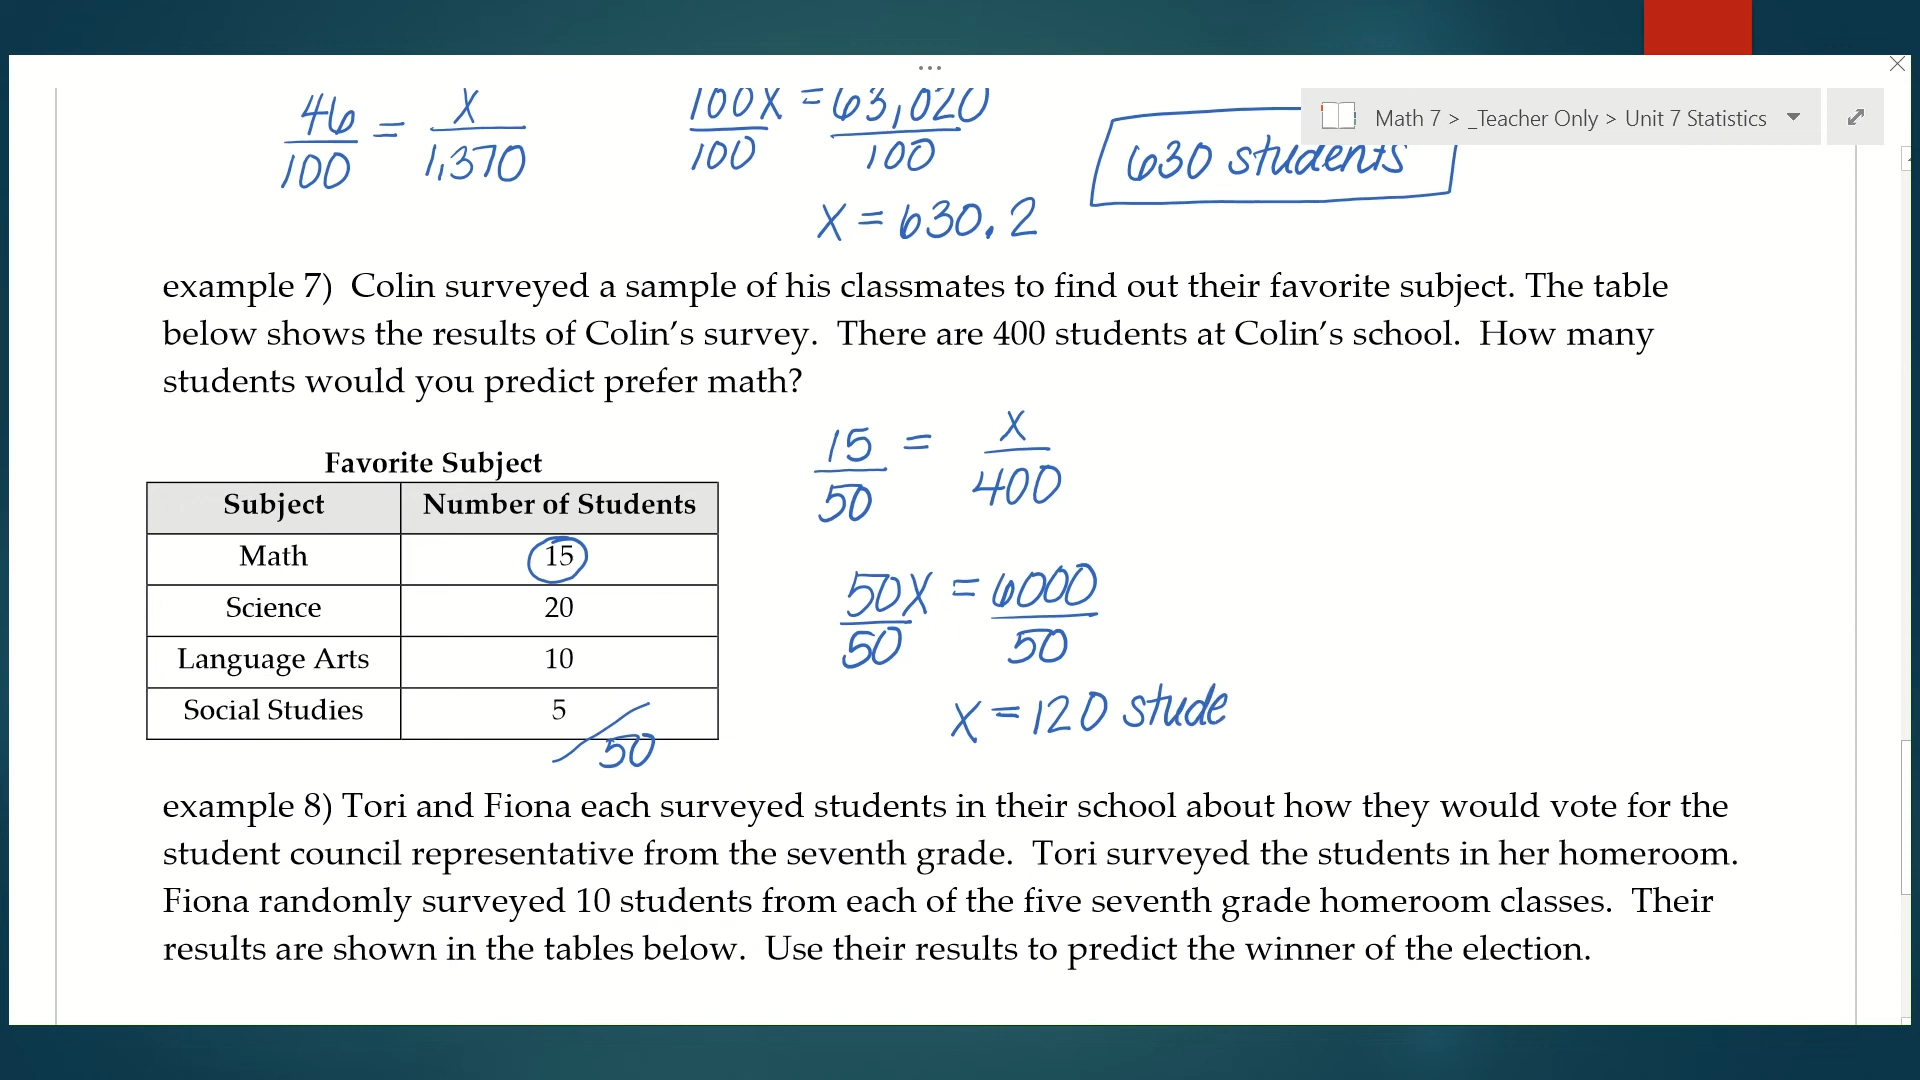 Math 7 > _Teacher Only > Unit 7 Statistics
46/100 = X/1,370
100X/100 = 63,020/100
630 students
X = 630.2
example 7) Colin surveyed a sample of his classmates to find out their favorite subject. The table
below shows the results of Colin’s survey. There are 400 students at Colin’s school. How many
students would you predict prefer math?
15/50 = X/400
50X/50 = 6000/50
X = 120 stude
Favorite Subject
Subject Number of Students
Math 15
Science 20
Language Arts 10
Social Studies 5
/50
example 8) Tori and Fiona each surveyed students in their school about how they would vote for the
student council representative from the seventh grade. Tori surveyed the students in her homeroom.
Fiona randomly surveyed 10 students from each of the five seventh grade homeroom classes. Their
results are shown in the tables below. Use their results to predict the winner of the election.